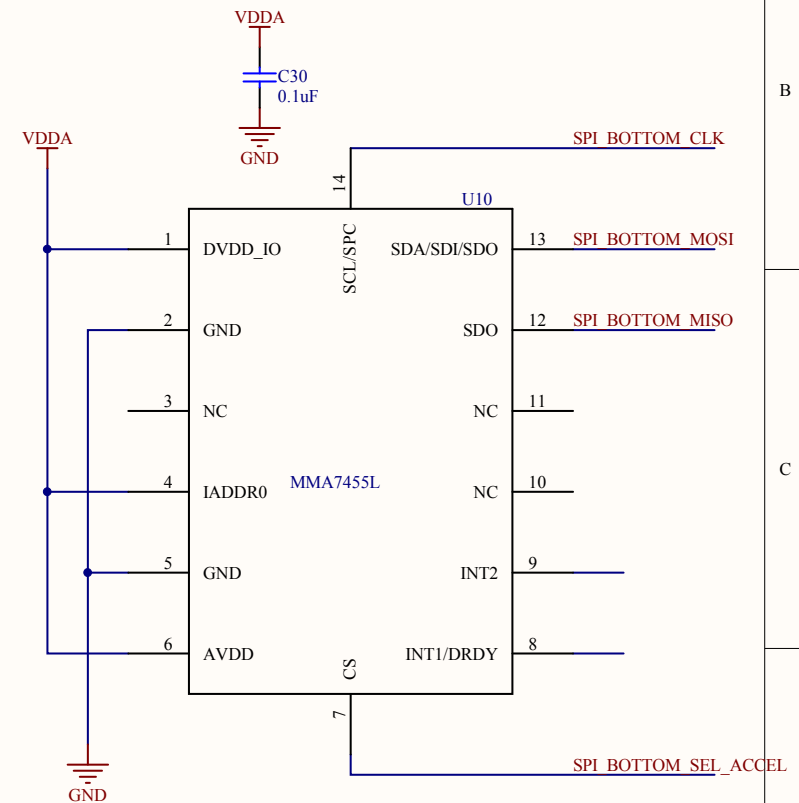 VDDA
C30
0.1uF
B
GND
VDDA
SPI_BOTTOM_CLK
14
U10
SCL/SPC
1 DVDD_IO
SDA/SDI/SDO 13 SPI_BOTTOM_MOSI
2 GND
SDO 12 SPI_BOTTOM_MISO
3 NC
NC 11
C
4 IADDR0
MMA7455L
NC 10
5 GND
INT2 9
6 AVDD
INT1/DRDY 8
CS
7
SPI_BOTTOM_SEL_ACCEL
GND